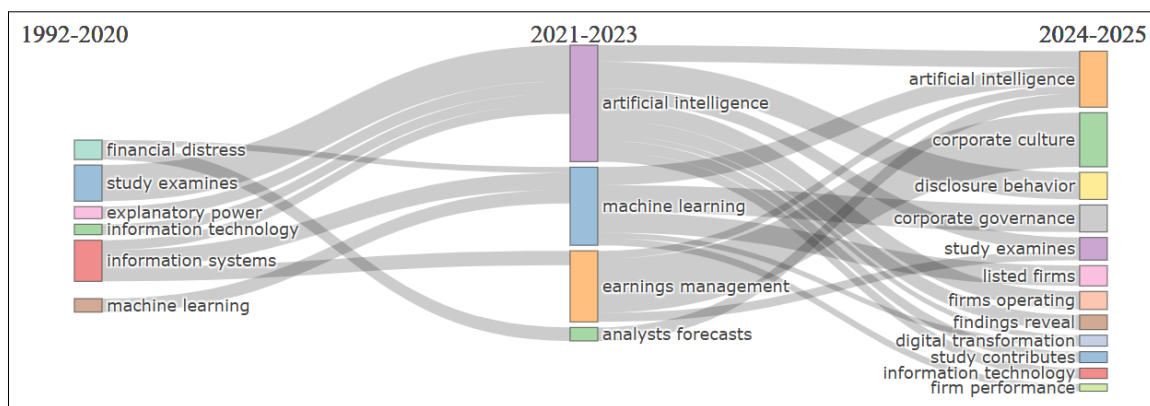 1992-2020
2021-2023
2024-2025
financial distress
study examines
explanatory power
information technology
information systems
machine learning
artificial intelligence
machine learning
earnings management
analysts forecasts
artificial intelligence
corporate culture
disclosure behavior
corporate governance
study examines
listed firms
firms operating
findings reveal
digital transformation
study contributes
information technology
firm performance